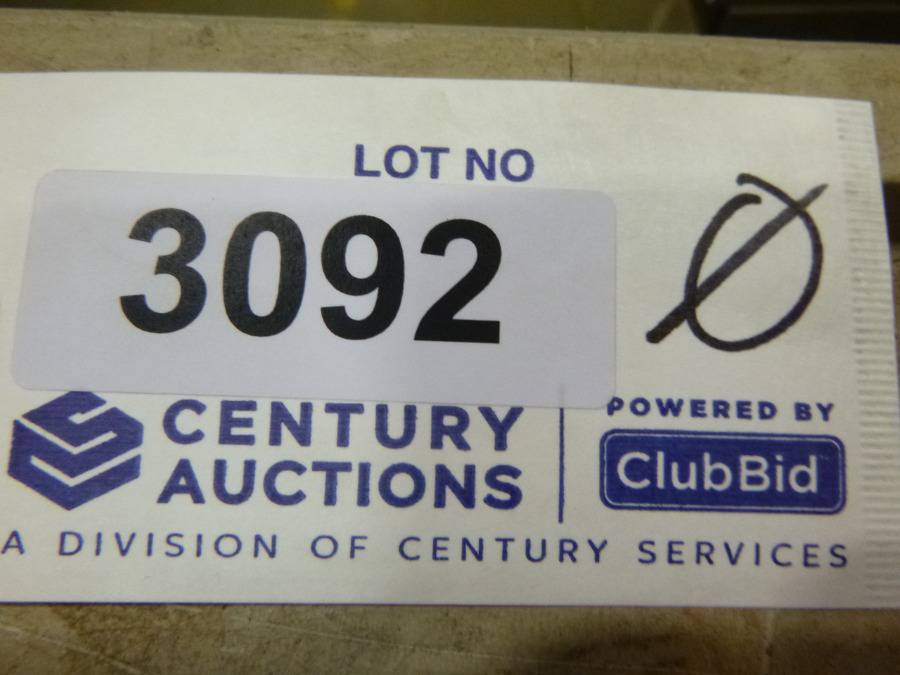 LOT NO
3092 Ø
CENTURY
AUCTIONS
POWERED BY
ClubBid
A DIVISION OF CENTURY SERVICES